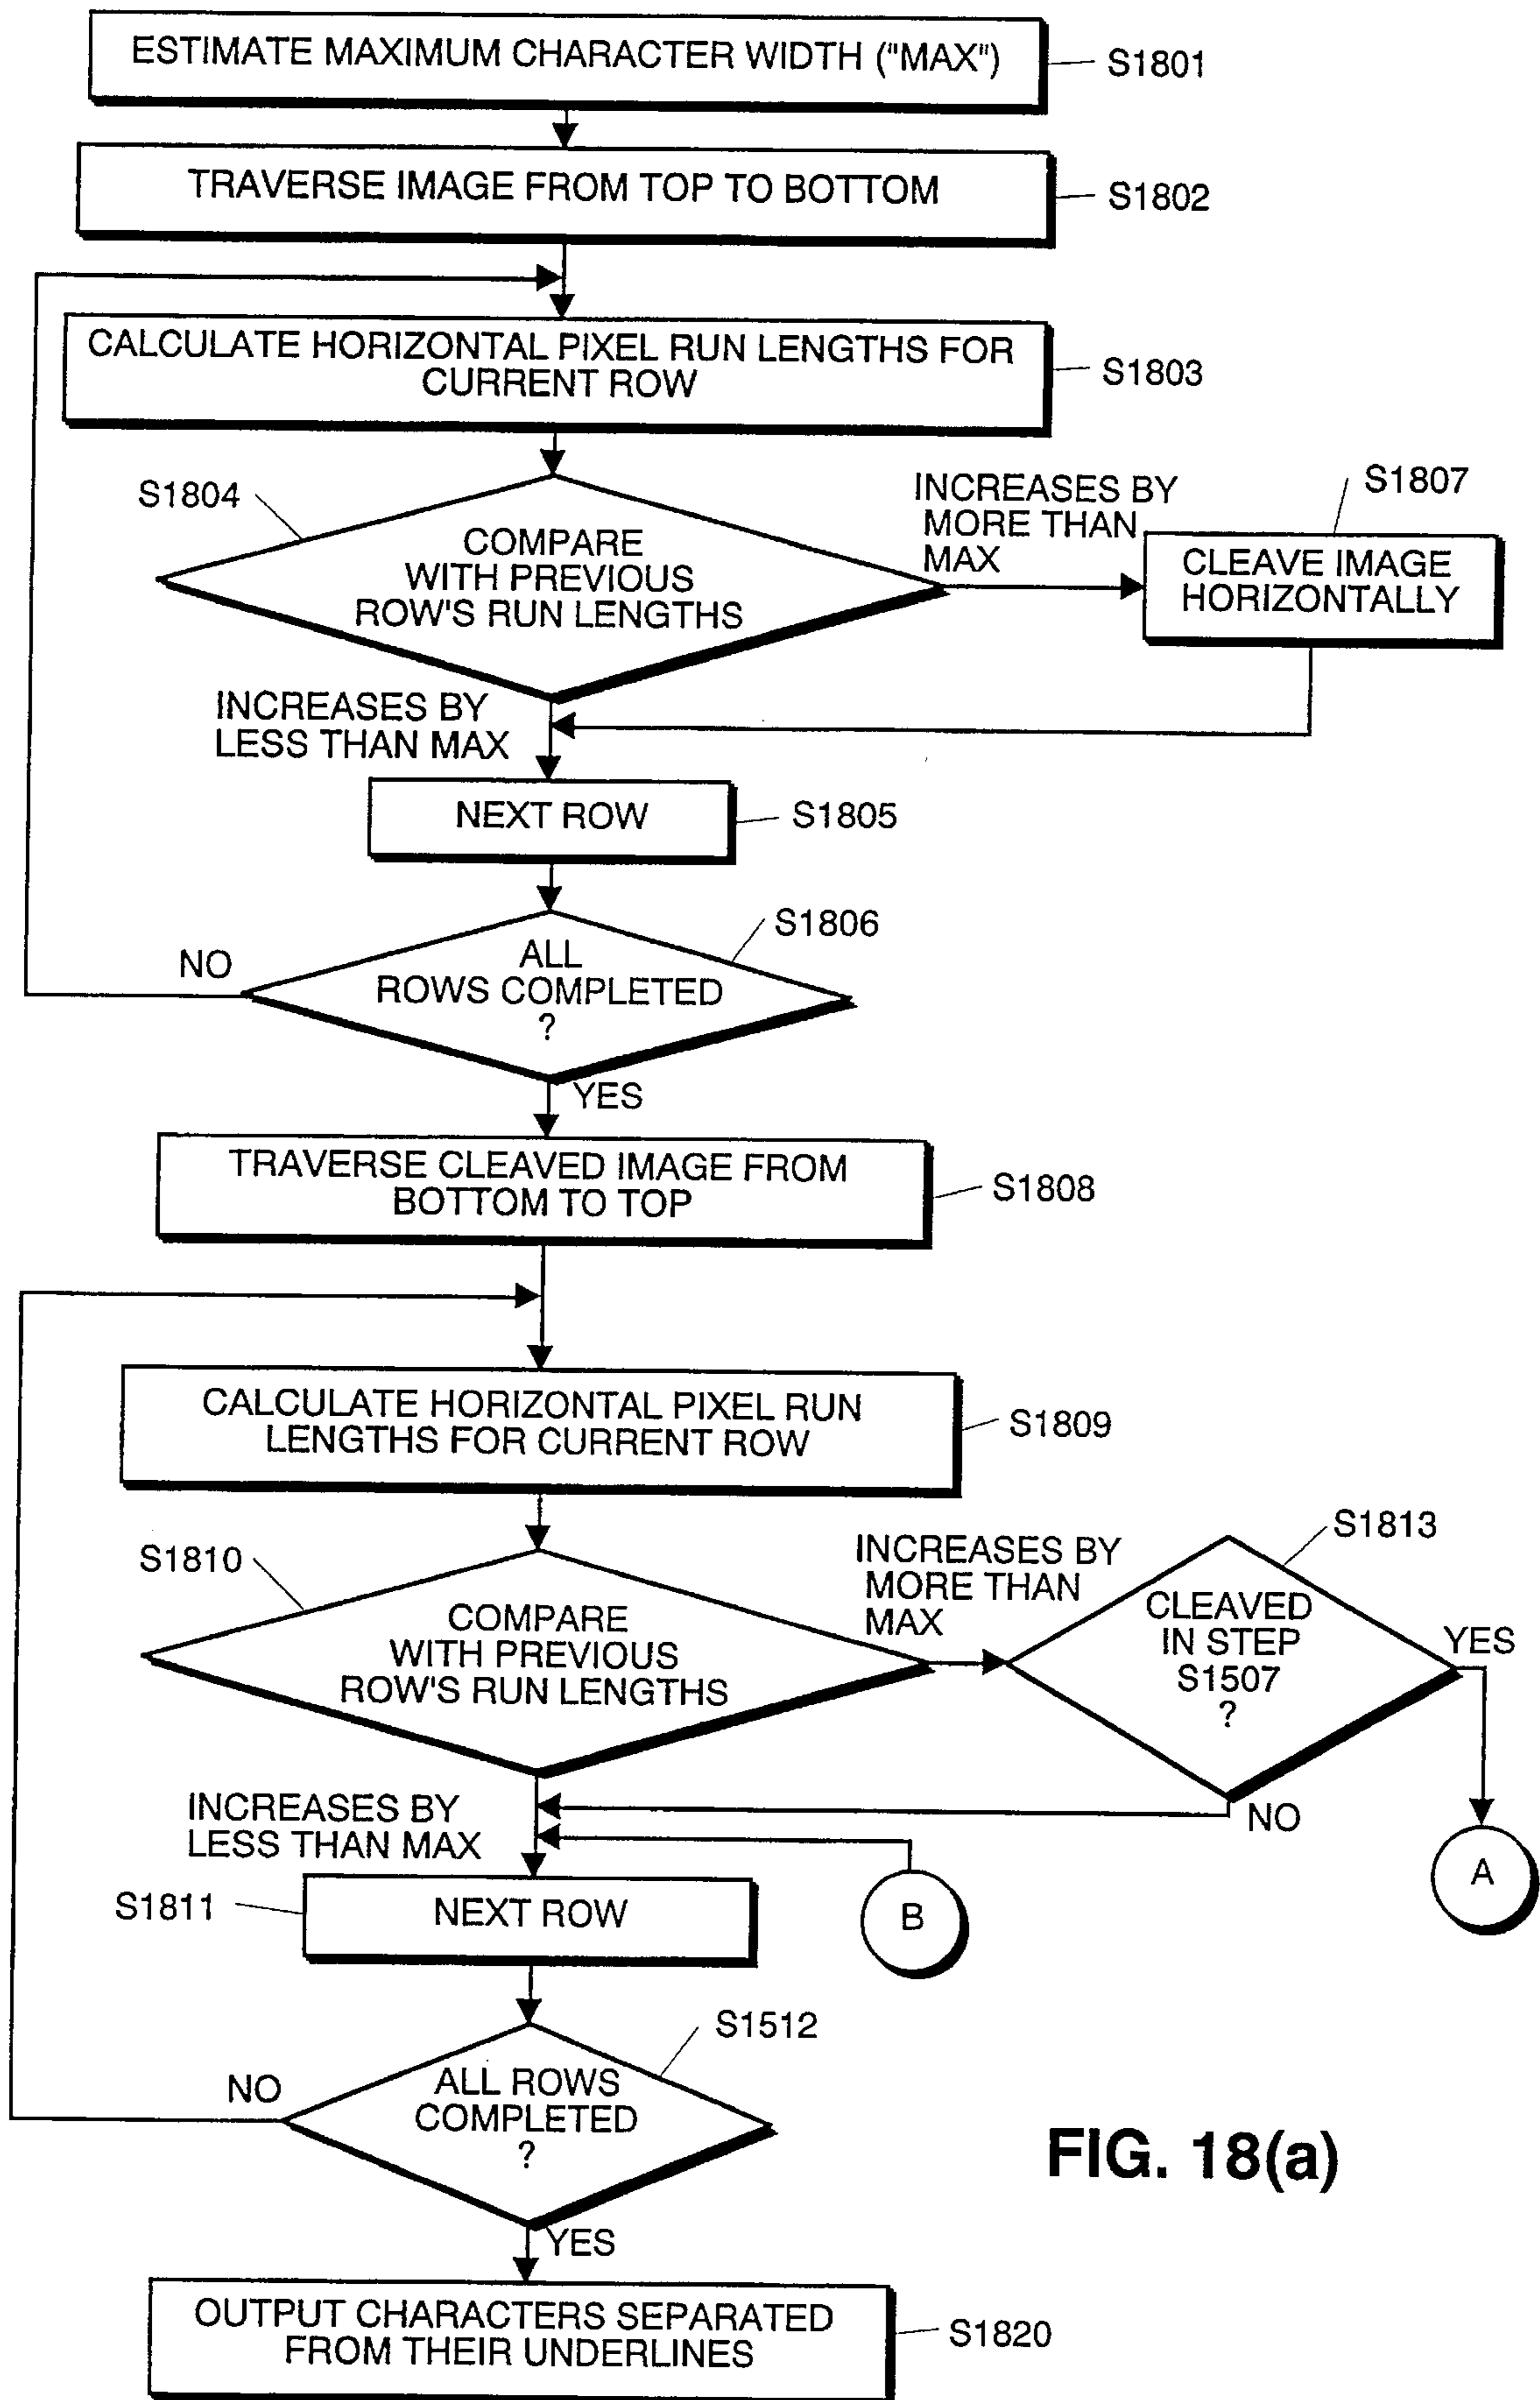 ESTIMATE MAXIMUM CHARACTER WIDTH ("MAX")
S1801
TRAVERSE IMAGE FROM TOP TO BOTTOM
S1802
CALCULATE HORIZONTAL PIXEL RUN LENGTHS FOR
CURRENT ROW
S1803
S1804
COMPARE
WITH PREVIOUS
ROW'S RUN LENGTHS
INCREASES BY
MORE THAN
MAX
S1807
CLEAVE IMAGE
HORIZONTALLY
INCREASES BY
LESS THAN MAX
NEXT ROW
S1805
S1806
ALL
ROWS COMPLETED
?
NO
YES
TRAVERSE CLEAVED IMAGE FROM
BOTTOM TO TOP
S1808
CALCULATE HORIZONTAL PIXEL RUN
LENGTHS FOR CURRENT ROW
S1809
S1810
COMPARE
WITH PREVIOUS
ROW'S RUN LENGTHS
INCREASES BY
MORE THAN
MAX
S1813
CLEAVED
IN STEP
S1507
?
YES
NO
A
INCREASES BY
LESS THAN MAX
B
S1811
NEXT ROW
S1512
ALL ROWS
COMPLETED
?
NO
YES
FIG. 18(a)
OUTPUT CHARACTERS SEPARATED
FROM THEIR UNDERLINES
S1820